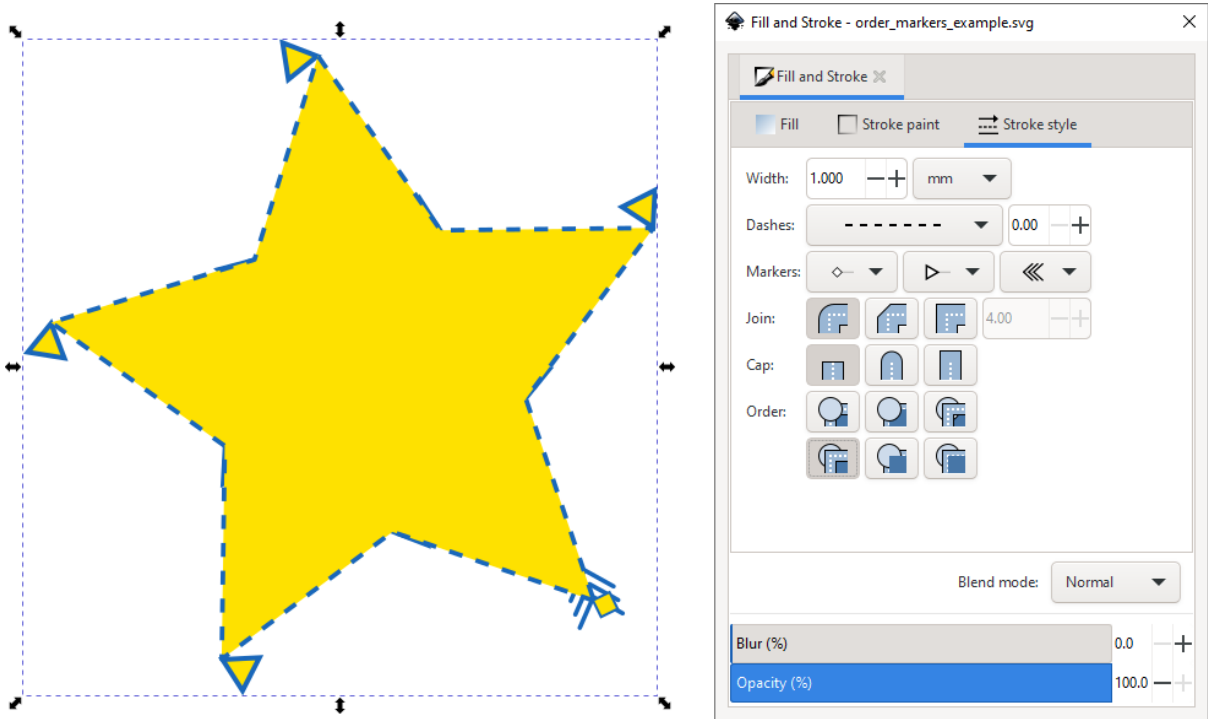 Fill and Stroke - order_markers_example.svg
Fill and Stroke
Fill Stroke paint Stroke style
Width: 1.000 mm
Dashes: 0.00
Markers:
Join: 4.00
Cap:
Order:
Blend mode: Normal
Blur (%) 0.0
Opacity (%) 100.0